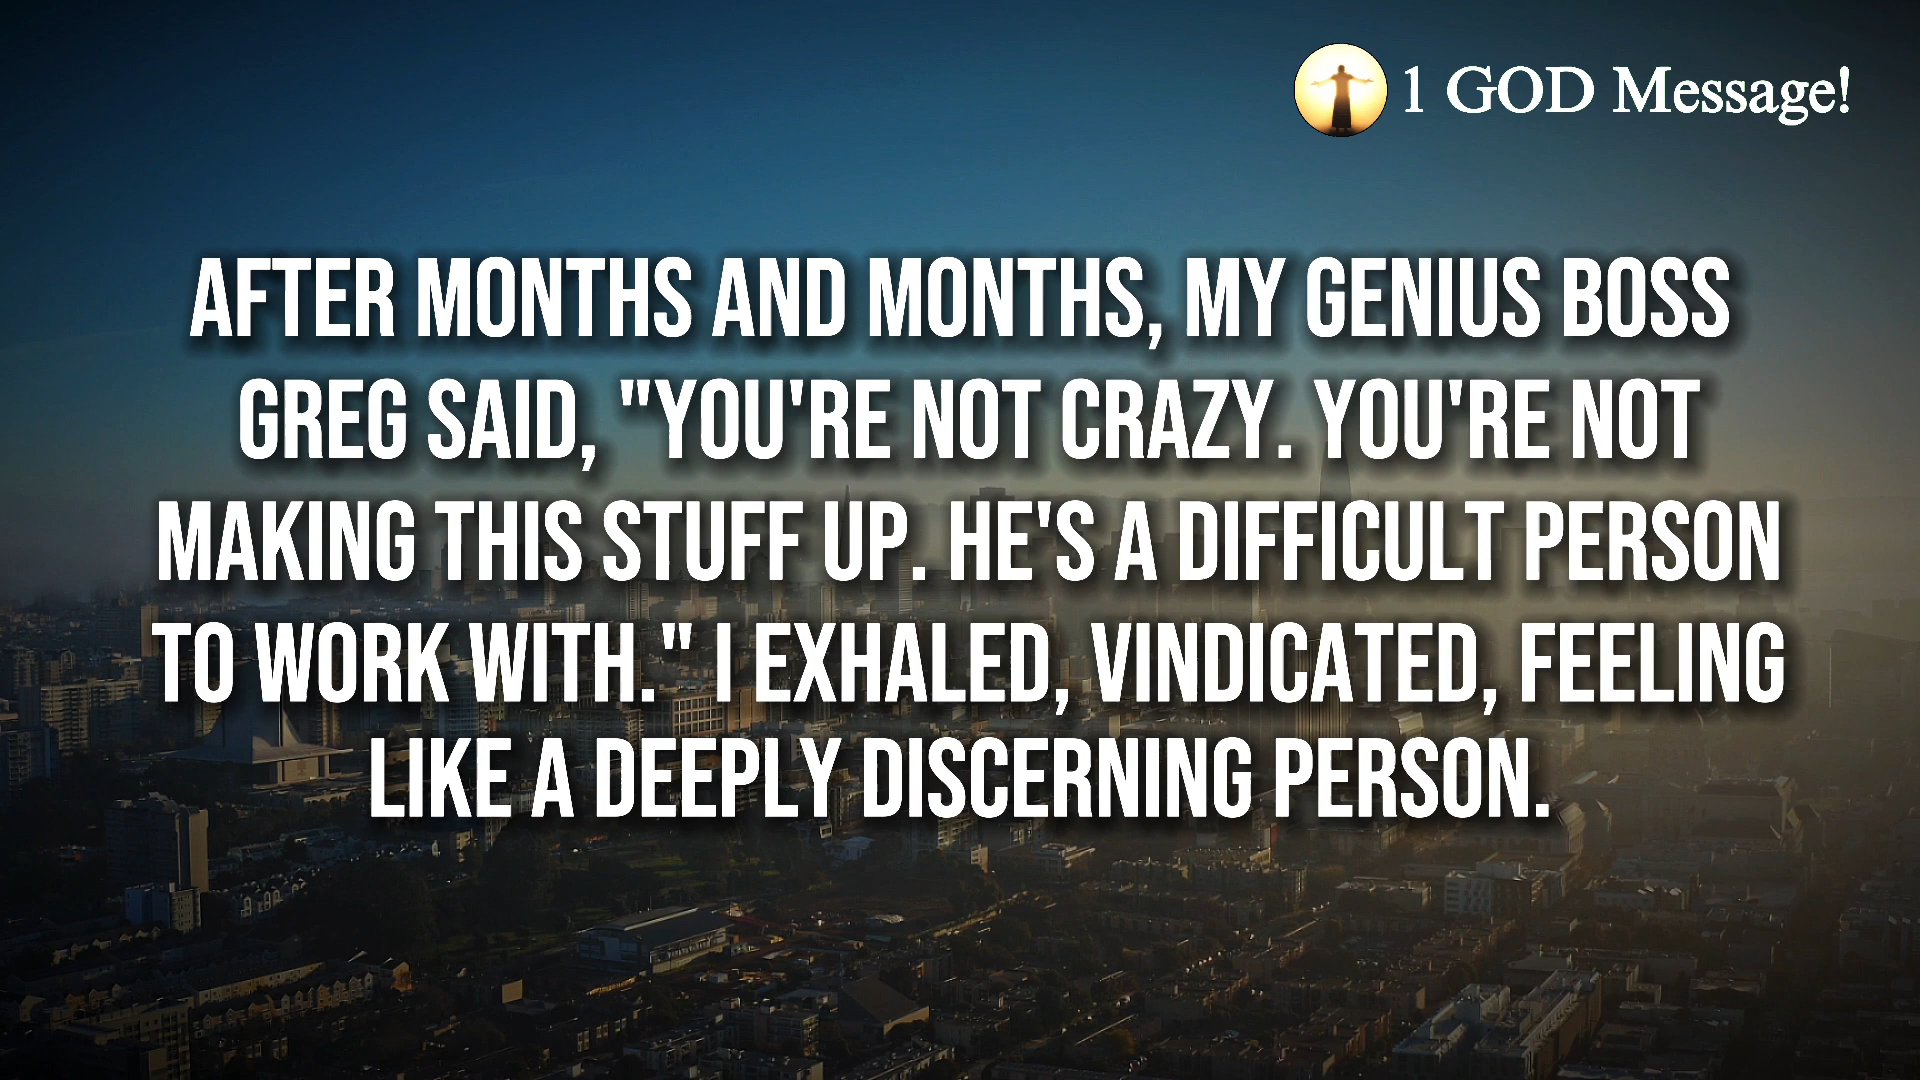 1 GOD Message!
AFTER MONTHS AND MONTHS, MY GENIUS BOSS
GREG SAID, "YOU'RE NOT CRAZY. YOU'RE NOT
MAKING THIS STUFF UP. HE'S A DIFFICULT PERSON
TO WORK WITH." I EXHALED, VINDICATED, FEELING
LIKE A DEEPLY DISCERNING PERSON.